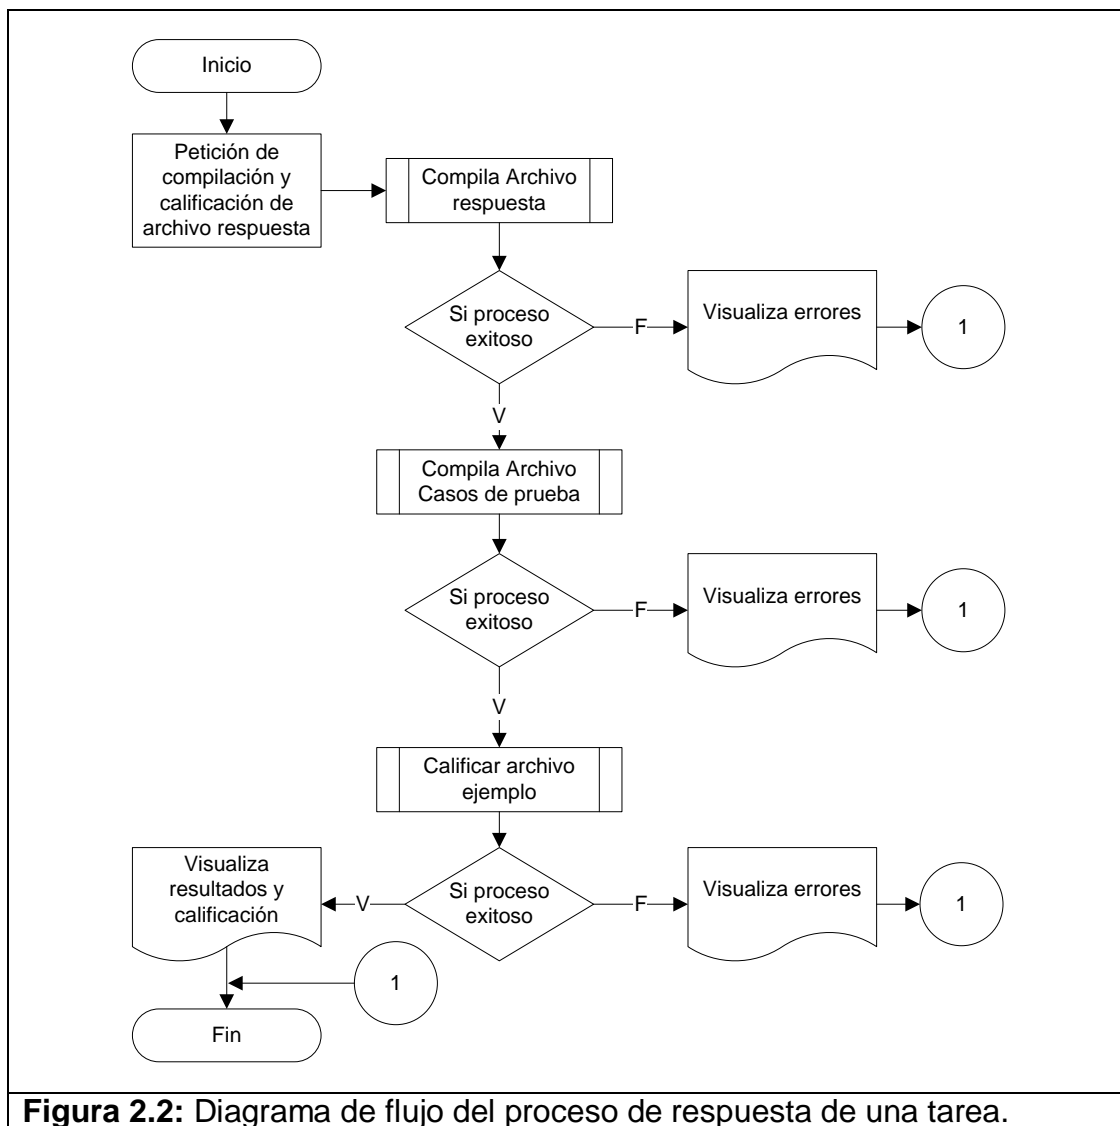 Inicio
Petición de
compilación y
calificación de
archivo respuesta
Compila Archivo
respuesta
Si proceso
exitoso
F
Visualiza errores
1
V
Compila Archivo
Casos de prueba
Si proceso
exitoso
F
Visualiza errores
1
V
Calificar archivo
ejemplo
Si proceso
exitoso
F
Visualiza errores
1
V
Visualiza
resultados y
calificación
1
Fin
Figura 2.2: Diagrama de flujo del proceso de respuesta de una tarea.